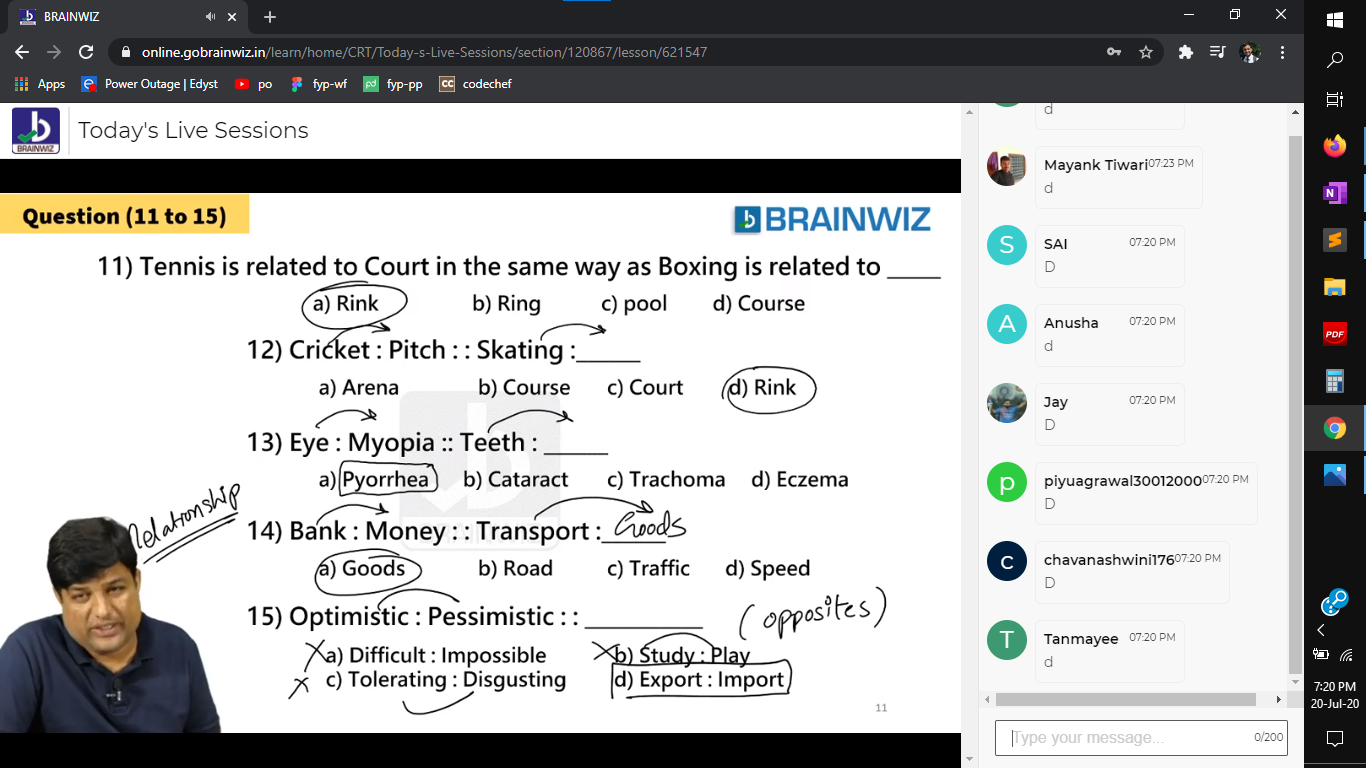 BRAINWIZ
online.gobrainwiz.in/learn/home/CRT/Today-s-Live-Sessions/section/120867/lesson/621547
Apps Power Outage | Edyst po fyp-wf fyp-pp codechef
BRAINWIZ
Today's Live Sessions
Question (11 to 15)
BRAINWIZ
11) Tennis is related to Court in the same way as Boxing is related to _____
a) Rink b) Ring c) pool d) Course
12) Cricket : Pitch : : Skating :_____
a) Arena b) Course c) Court d) Rink
13) Eye : Myopia :: Teeth : _____
a) Pyorrhea b) Cataract c) Trachoma d) Eczema
Relationship
14) Bank : Money : : Transport :_____ Goods
a) Goods b) Road c) Traffic d) Speed
15) Optimistic : Pessimistic : : _________ (opposites)
a) Difficult : Impossible b) Study : Play
c) Tolerating : Disgusting d) Export : Import
11
d
Mayank Tiwari 07:23 PM
d
S
SAI 07:20 PM
D
A
Anusha 07:20 PM
d
Jay 07:20 PM
D
p
piyuagrawal30012000 07:20 PM
D
c
chavanashwini176 07:20 PM
D
T
Tanmayee 07:20 PM
d
Type your message... 0/200
PDF
7:20 PM
20-Jul-20